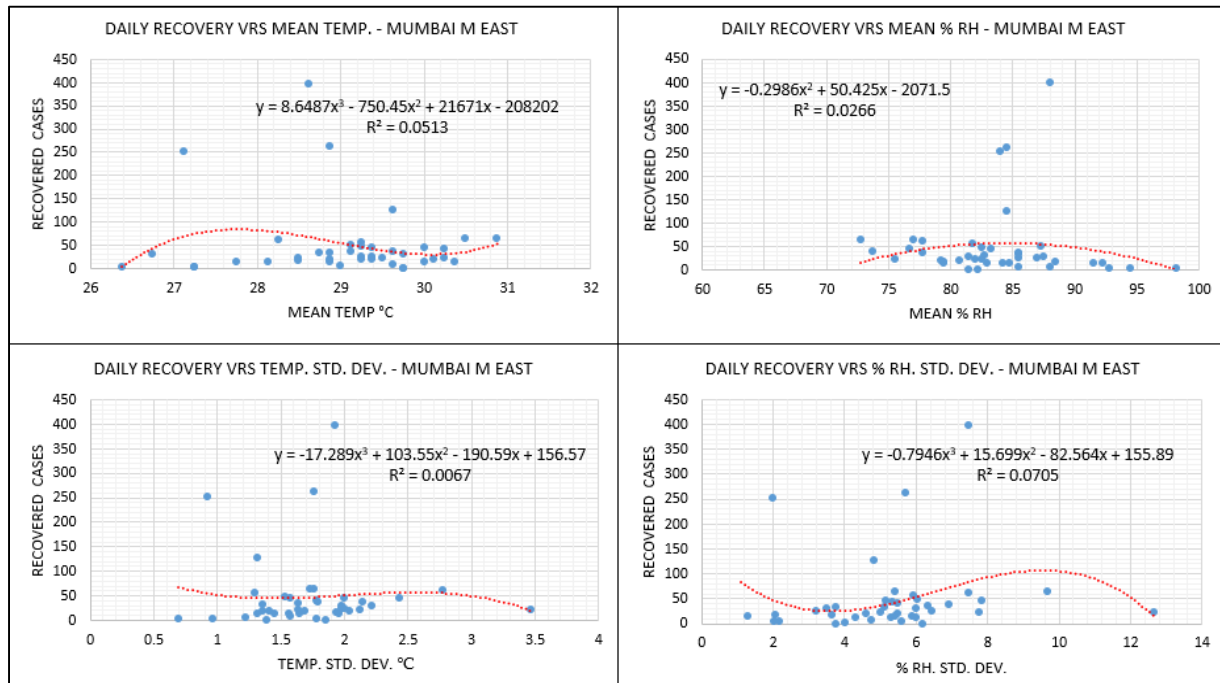 DAILY RECOVERY VRS MEAN TEMP. - MUMBAI M EAST
450
400
350
300
250
200
150
100
50
0
RECOVERED CASES
y = 8.6487x³ - 750.45x² + 21671x - 208202
R² = 0.0513
26 27 28 29 30 31 32
MEAN TEMP °C
DAILY RECOVERY VRS MEAN % RH - MUMBAI M EAST
450
400
350
300
250
200
150
100
50
0
RECOVERED CASES
y = -0.2986x² + 50.425x - 2071.5
R² = 0.0266
60 65 70 75 80 85 90 95 100
MEAN % RH
DAILY RECOVERY VRS TEMP. STD. DEV. - MUMBAI M EAST
450
400
350
300
250
200
150
100
50
0
RECOVERED CASES
y = -17.289x³ + 103.55x² - 190.59x + 156.57
R² = 0.0067
0 0.5 1 1.5 2 2.5 3 3.5 4
TEMP. STD. DEV. °C
DAILY RECOVERY VRS % RH. STD. DEV. - MUMBAI M EAST
450
400
350
300
250
200
150
100
50
0
RECOVERED CASES
y = -0.7946x³ + 15.699x² - 82.564x + 155.89
R² = 0.0705
0 2 4 6 8 10 12 14
% RH. STD. DEV.